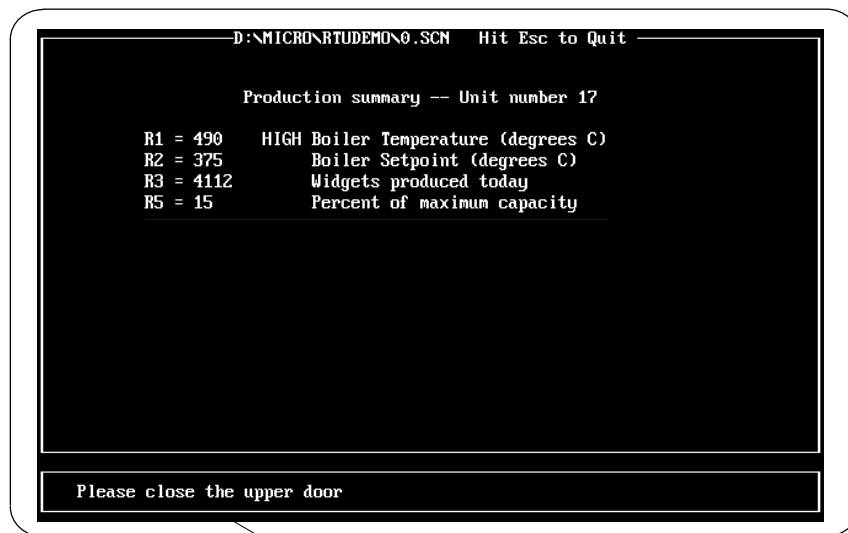 D:\MICRO\RTUDEMO\0.SCN Hit Esc to Quit
Production summary -- Unit number 17
R1 = 490 HIGH Boiler Temperature (degrees C)
R2 = 375 Boiler Setpoint (degrees C)
R3 = 4112 Widgets produced today
R5 = 15 Percent of maximum capacity
Please close the upper door